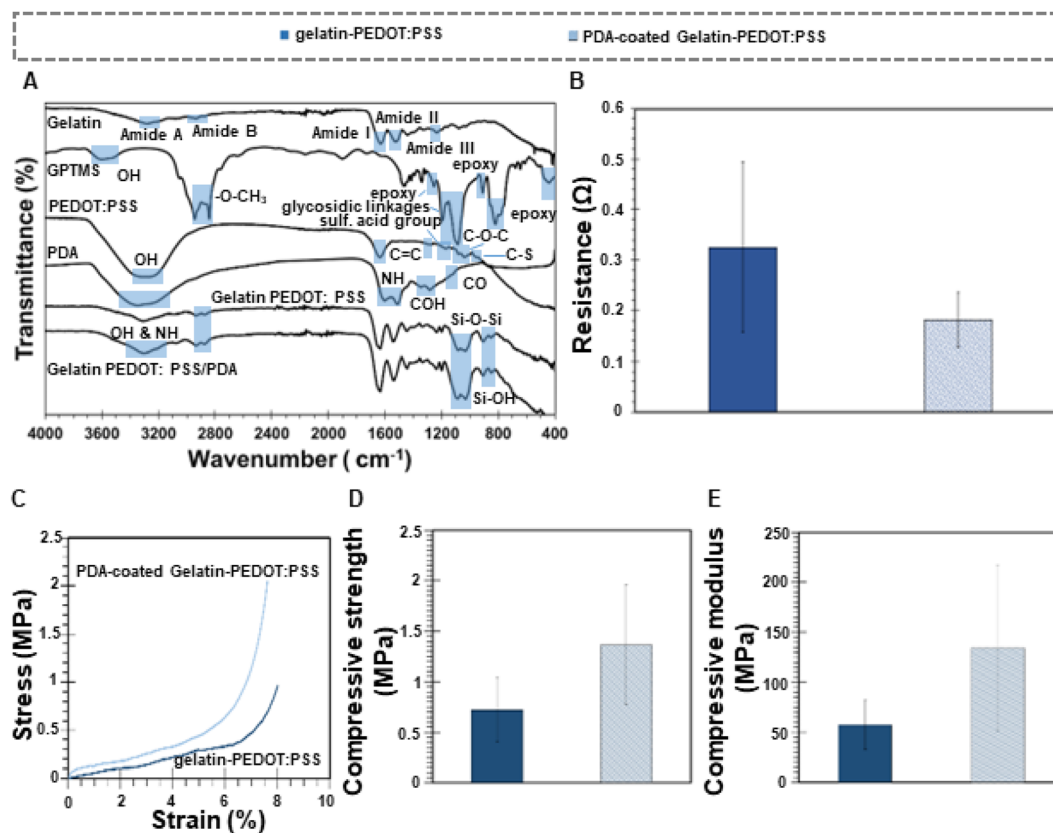 gelatin-PEDOT:PSS
PDA-coated Gelatin-PEDOT:PSS
A
Gelatin
Amide A
Amide B
Amide I
Amide II
Amide III
GPTMS
OH
-O-CH3
epoxy
epoxy
epoxy
glycosidic linkages
sulf. acid group
PEDOT:PSS
OH
C=C
C-O-C
C-S
PDA
NH
COH
CO
Gelatin PEDOT: PSS
OH & NH
Si-O-Si
Gelatin PEDOT: PSS/PDA
Si-OH
Transmittance (%)
4000 3600 3200 2800 2400 2000 1600 1200 800 400
Wavenumber ( cm-1)
B
Resistance (Ω)
0.6
0.5
0.4
0.3
0.2
0.1
0
C
Stress (MPa)
2.5
2
1.5
1
0.5
0
PDA-coated Gelatin-PEDOT:PSS
gelatin-PEDOT:PSS
0 2 4 6 8 10
Strain (%)
D
Compressive strength
(MPa)
2.5
2
1.5
1
0.5
0
E
Compressive modulus
(MPa)
250
200
150
100
50
0